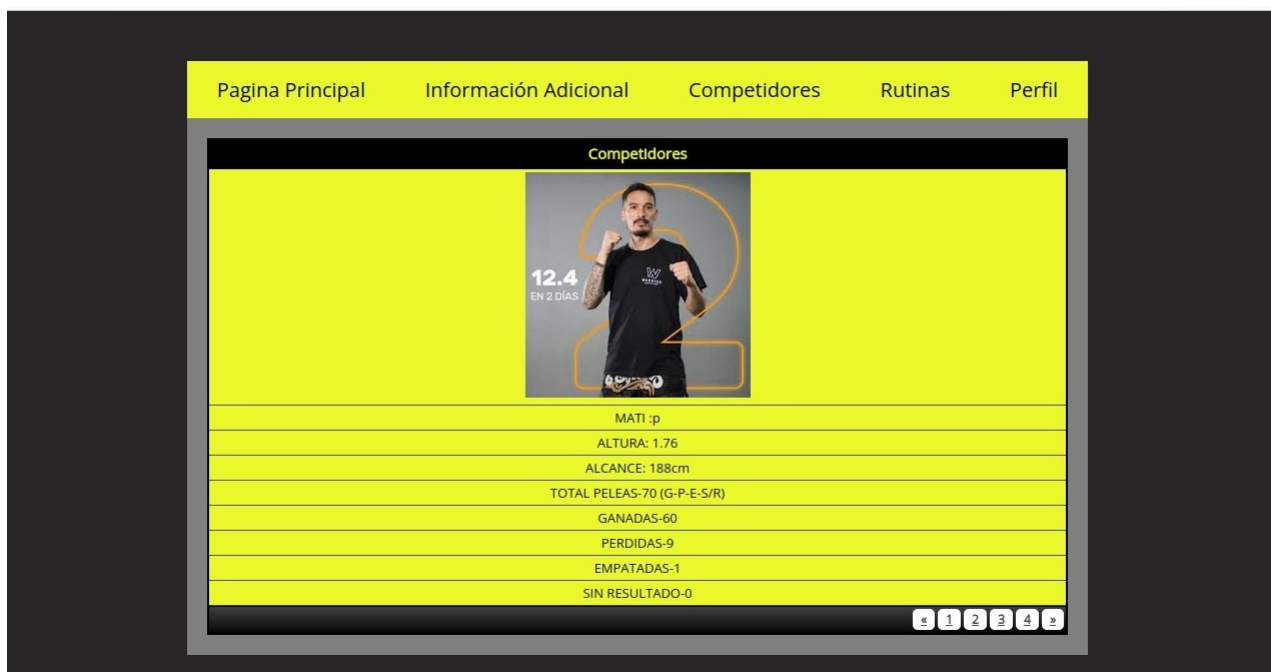 Pagina Principal Información Adicional Competidores Rutinas Perfil
Competidores
12.4
EN 2 DÍAS
2
W
MATI :p
ALTURA: 1.76
ALCANCE: 188cm
TOTAL PELEAS-70 (G-P-E-S/R)
GANADAS-60
PERDIDAS-9
EMPATADAS-1
SIN RESULTADO-0
« 1 2 3 4 »